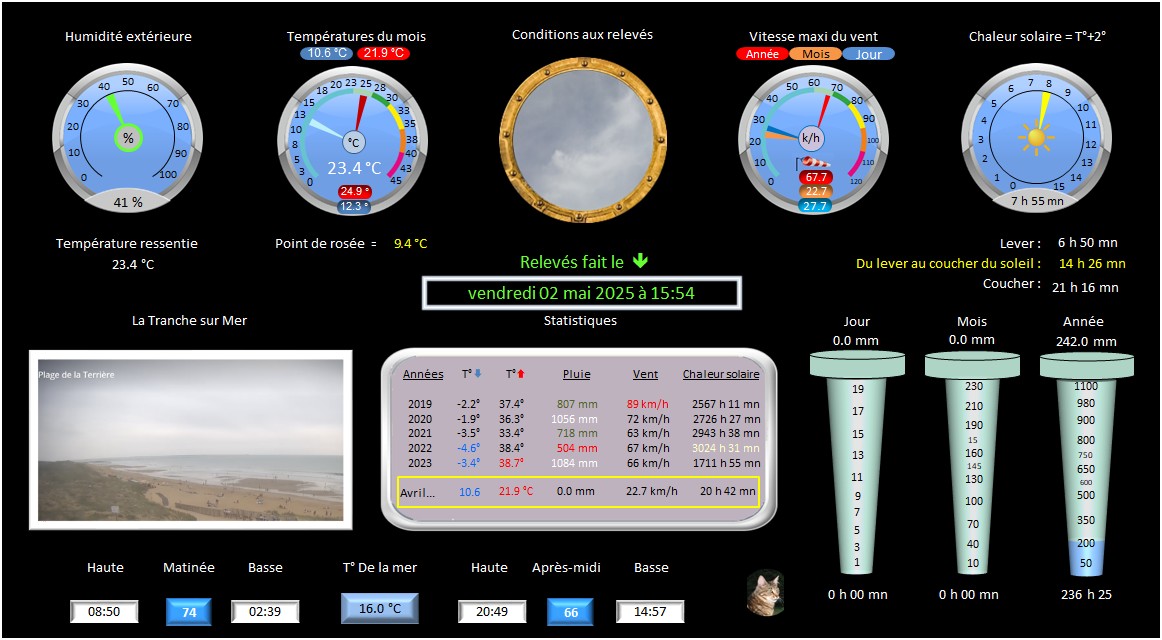 Humidité extérieure
Températures du mois
Conditions aux relevés
Vitesse maxi du vent
Chaleur solaire = T°+2°
10.6 °C 21.9 °C
Année Mois Jour
0 10 20 30 40 50 60 70 80 90 100
%
41 %
0 3 5 8 10 13 15 18 20 23 25 28 30 33 35 38 40 43 45
°C
23.4 °C
24.9 °
12.3 °
0 10 20 30 40 50 60 70 80 90 100 110 120
k/h
67.7
22.7
27.7
0 1 2 3 4 5 6 7 8 9 10 11 12 13 14 15
7 h 55 mn
Température ressentie
23.4 °C
Point de rosée = 9.4 °C
Relevés fait le
vendredi 02 mai 2025 à 15:54
Lever : 6 h 50 mn
Du lever au coucher du soleil : 14 h 26 mn
Coucher : 21 h 16 mn
La Tranche sur Mer
Plage de la Terrière
Statistiques
Années T° T° Pluie Vent Chaleur solaire
2019 -2.2° 37.4° 807 mm 89 km/h 2567 h 11 mn
2020 -1.9° 36.3° 1056 mm 72 km/h 2726 h 27 mn
2021 -3.5° 33.4° 718 mm 63 km/h 2943 h 38 mn
2022 -4.6° 38.4° 504 mm 67 km/h 3024 h 31 mn
2023 -3.4° 38.7° 1084 mm 66 km/h 1711 h 55 mn
Avril... 10.6 21.9 °C 0.0 mm 22.7 km/h 20 h 42 mn
Jour
0.0 mm
19
17
15
13
11
9
7
5
3
1
0 h 00 mn
Mois
0.0 mm
230
210
190
15
160
145
130
100
70
40
10
0 h 00 mn
Année
242.0 mm
1100
980
900
800
750
650
600
500
350
200
50
236 h 25
Haute Matinée Basse
08:50 74 02:39
T° De la mer
16.0 °C
Haute Après-midi Basse
20:49 66 14:57